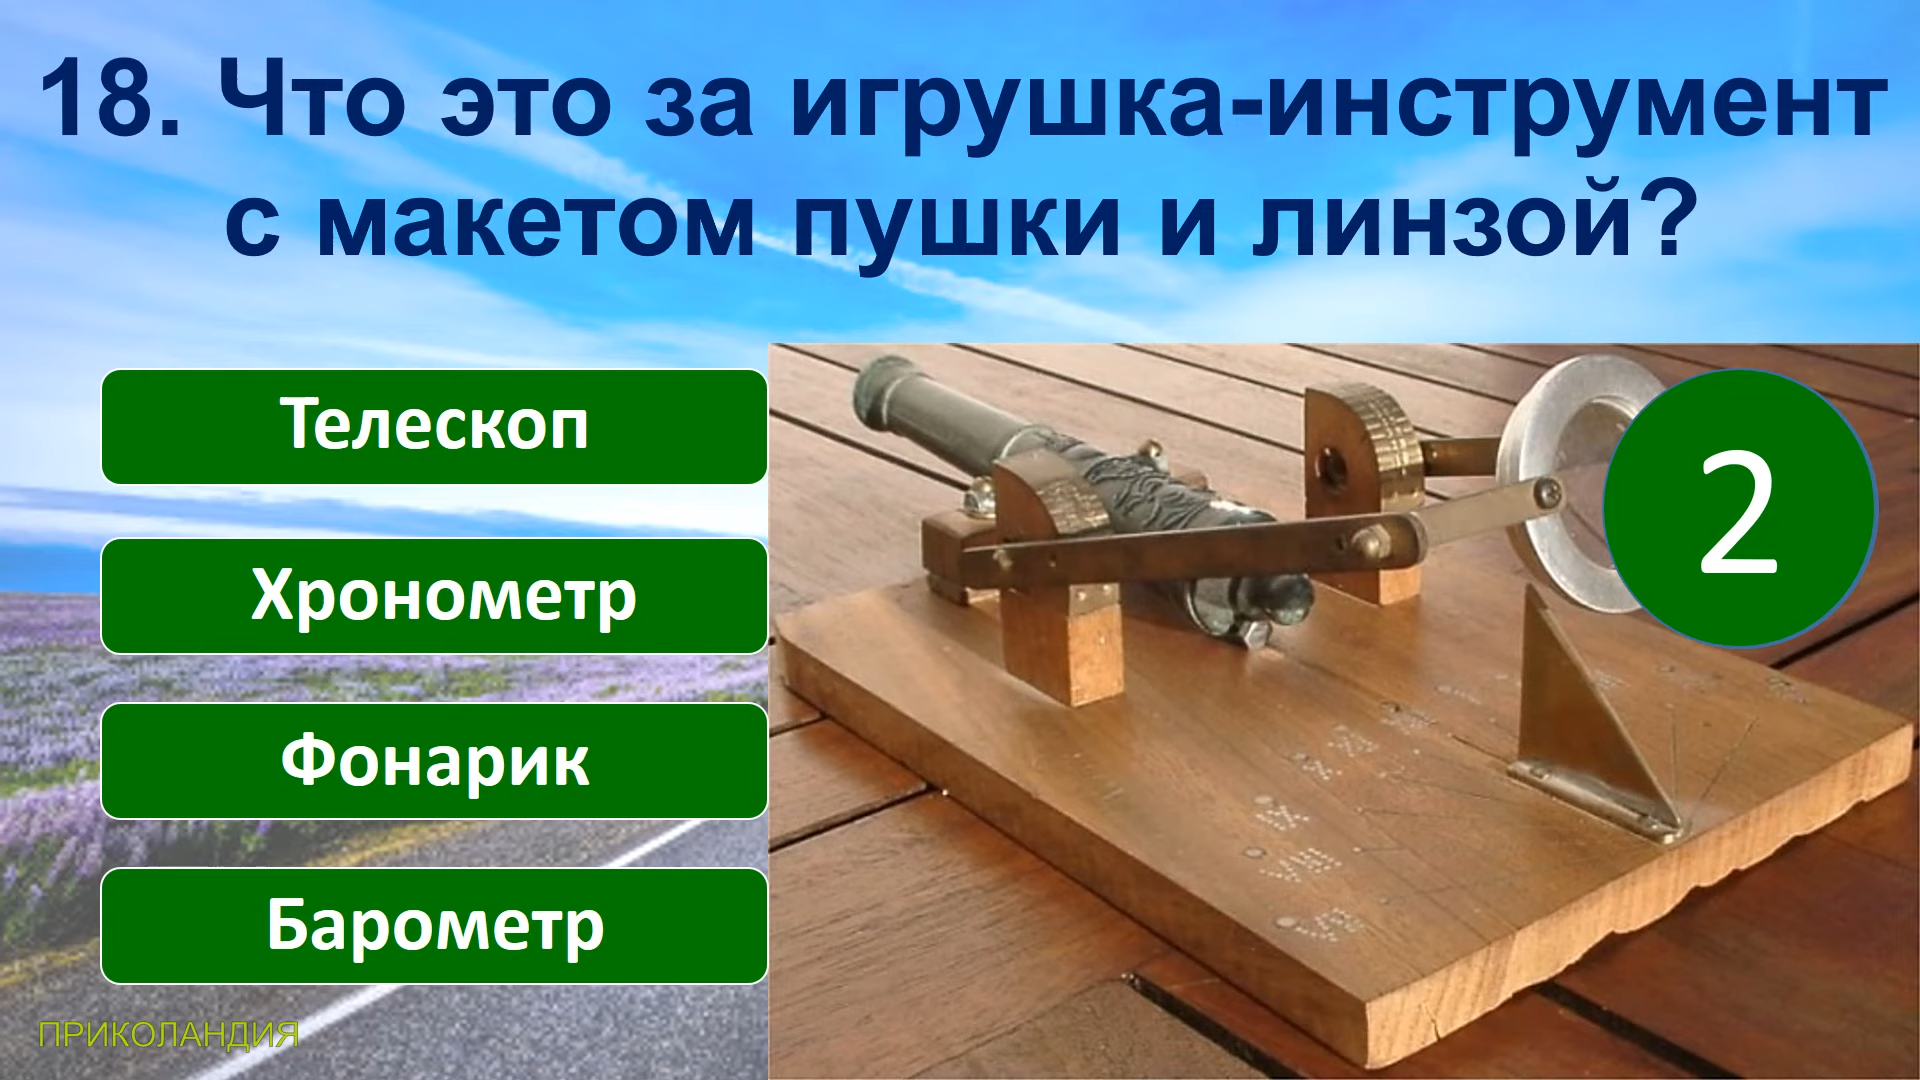 18. Что это за игрушка-инструмент
с макетом пушки и линзой?
Телескоп
Хронометр
Фонарик
Барометр
2
ПРИКОЛАНДИЯ